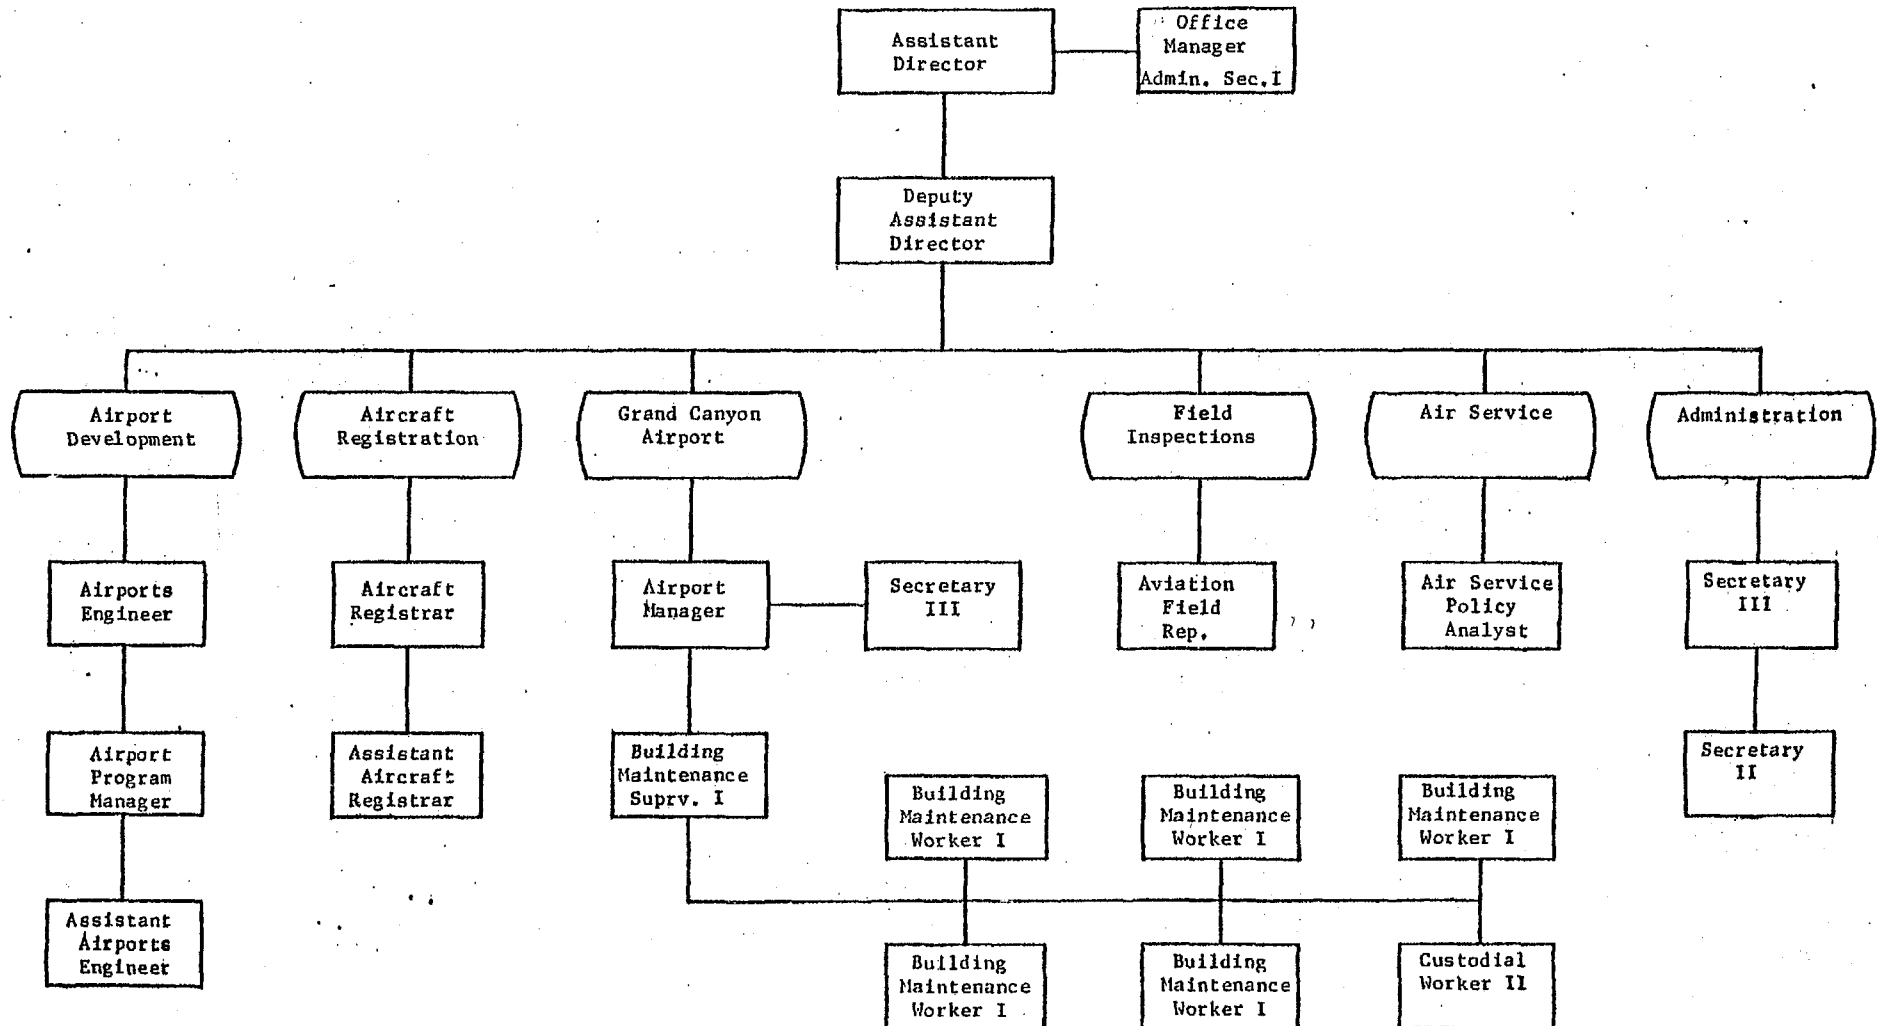 Assistant
Director
Office
Manager
Admin. Sec.I
Deputy
Assistant
Director
Airport
Development
Aircraft
Registration
Grand Canyon
Airport
Field
Inspections
Air Service
Administration
Airports
Engineer
Aircraft
Registrar
Airport
Manager
Secretary
III
Aviation
Field
Rep.
Air Service
Policy
Analyst
Secretary
III
Airport
Program
Manager
Assistant
Aircraft
Registrar
Building
Maintenance
Suprv. I
Secretary
II
Building
Maintenance
Worker I
Building
Maintenance
Worker I
Building
Maintenance
Worker I
Assistant
Airports
Engineer
Building
Maintenance
Worker I
Building
Maintenance
Worker I
Custodial
Worker II